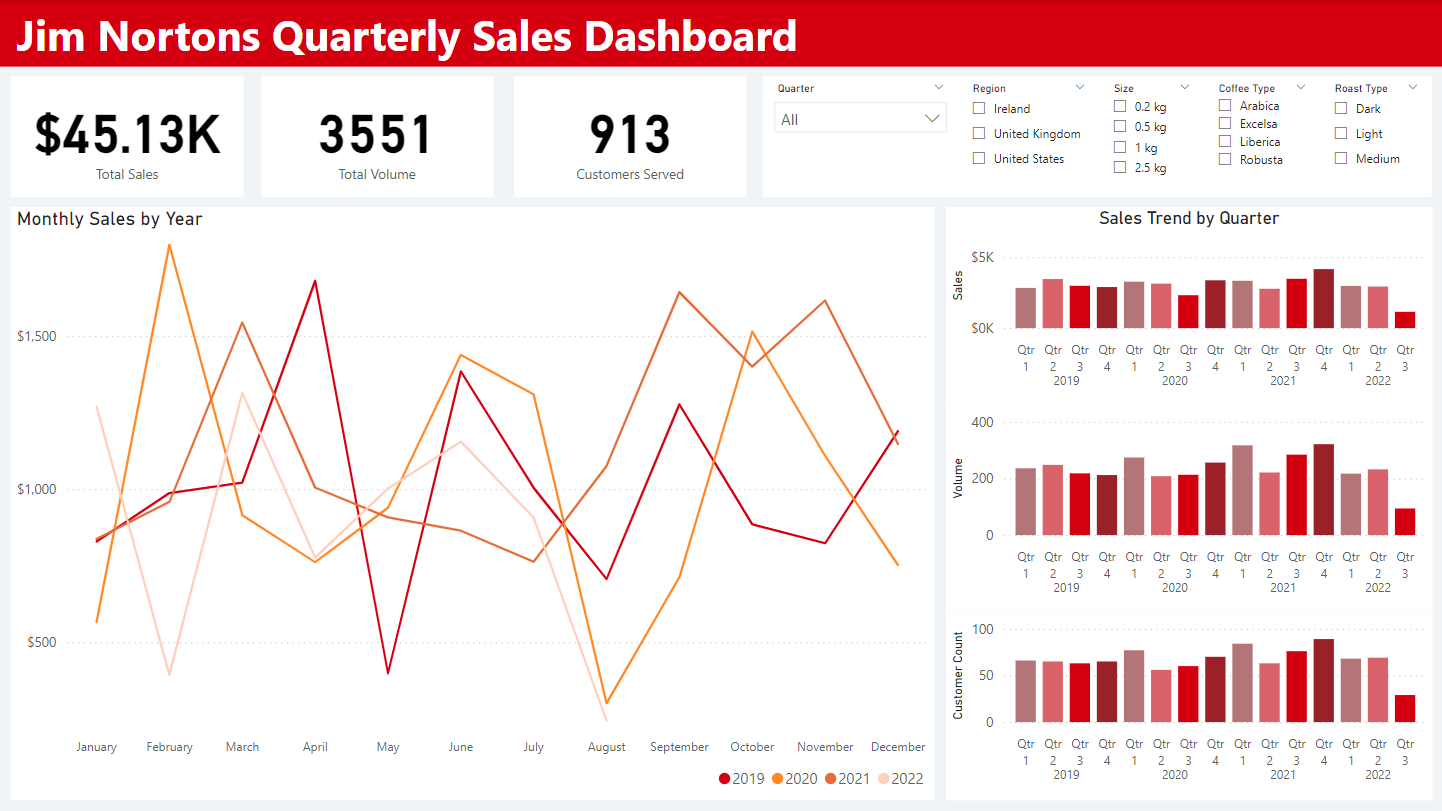 Jim Nortons Quarterly Sales Dashboard
$45.13K
Total Sales
3551
Total Volume
913
Customers Served
Quarter
All
Region
Ireland
United Kingdom
United States
Size
0.2 kg
0.5 kg
1 kg
2.5 kg
Coffee Type
Arabica
Excelsa
Liberica
Robusta
Roast Type
Dark
Light
Medium
Monthly Sales by Year
$1,500
$1,000
$500
January February March April May June July August September October November December
2019 2020 2021 2022
Sales Trend by Quarter
Sales
$5K
$0K
Qtr Qtr Qtr Qtr Qtr Qtr Qtr Qtr Qtr Qtr Qtr Qtr Qtr Qtr Qtr
1 2 3 4 1 2 3 4 1 2 3 4 1 2 3
2019 2020 2021 2022
Volume
400
200
0
Qtr Qtr Qtr Qtr Qtr Qtr Qtr Qtr Qtr Qtr Qtr Qtr Qtr Qtr Qtr
1 2 3 4 1 2 3 4 1 2 3 4 1 2 3
2019 2020 2021 2022
Customer Count
100
50
0
Qtr Qtr Qtr Qtr Qtr Qtr Qtr Qtr Qtr Qtr Qtr Qtr Qtr Qtr Qtr
1 2 3 4 1 2 3 4 1 2 3 4 1 2 3
2019 2020 2021 2022